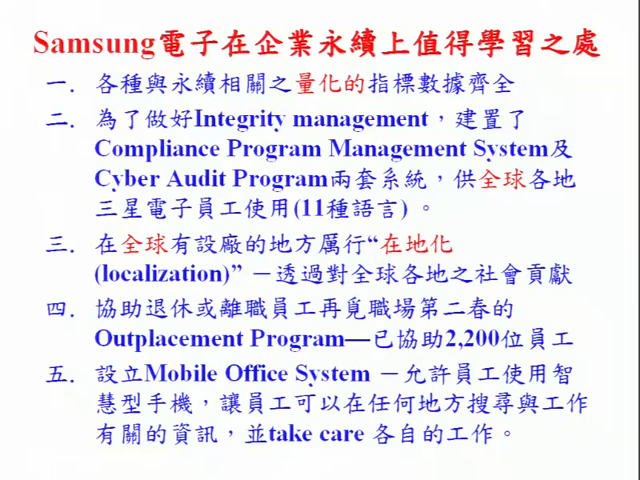 Samsung電子在企業永續上值得學習之處
一. 各種與永續相關之量化的指標數據齊全
二. 為了做好Integrity management，建置了
Compliance Program Management System及
Cyber Audit Program兩套系統，供全球各地
三星電子員工使用(11種語言) 。
三. 在全球有設廠的地方厲行“在地化
(localization)” －透過對全球各地之社會貢獻
四. 協助退休或離職員工再覓職場第二春的
Outplacement Program—已協助2,200位員工
五. 設立Mobile Office System －允許員工使用智
慧型手機，讓員工可以在任何地方搜尋與工作
有關的資訊，並take care 各自的工作。